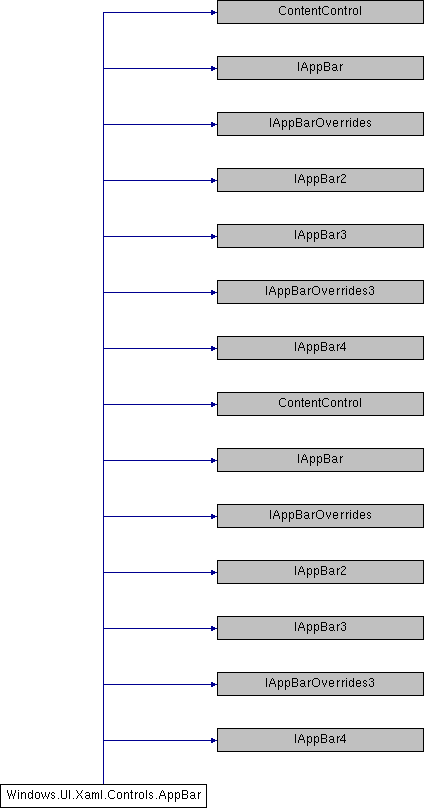 ContentControl
IAppBar
IAppBarOverrides
IAppBar2
IAppBar3
IAppBarOverrides3
IAppBar4
ContentControl
IAppBar
IAppBarOverrides
IAppBar2
IAppBar3
IAppBarOverrides3
IAppBar4
Windows.UI.Xaml.Controls.AppBar